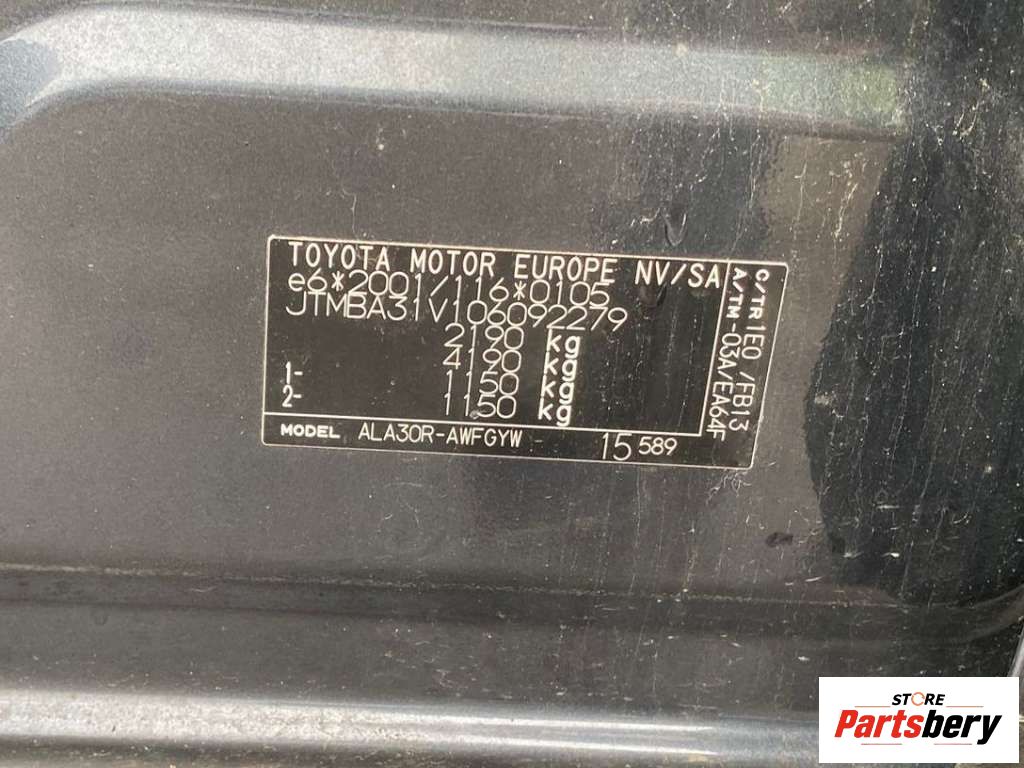 TOYOTA MOTOR EUROPE NV/SA
e6*2001/116*0105
JTMBA31V106092279
2190 kg
4190 kg
1- 1150 kg
2- 1150 kg
MODEL ALA30R-AWFGYW 15 589
C/TR 1E0 /FB13
A/TM -03A/EA64F
STORE
Partsbery